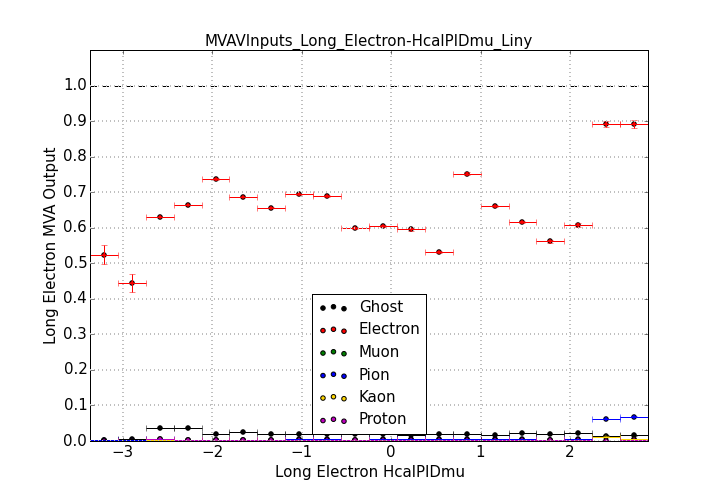 MVAVInputs_Long_Electron-HcalPIDmu_Liny
1.0
0.9
0.8
0.7
0.6
0.5
0.4
0.3
0.2
0.1
0.0
Long Electron MVA Output
Ghost
Electron
Muon
Pion
Kaon
Proton
−3 −2 −1 0 1 2
Long Electron HcalPIDmu